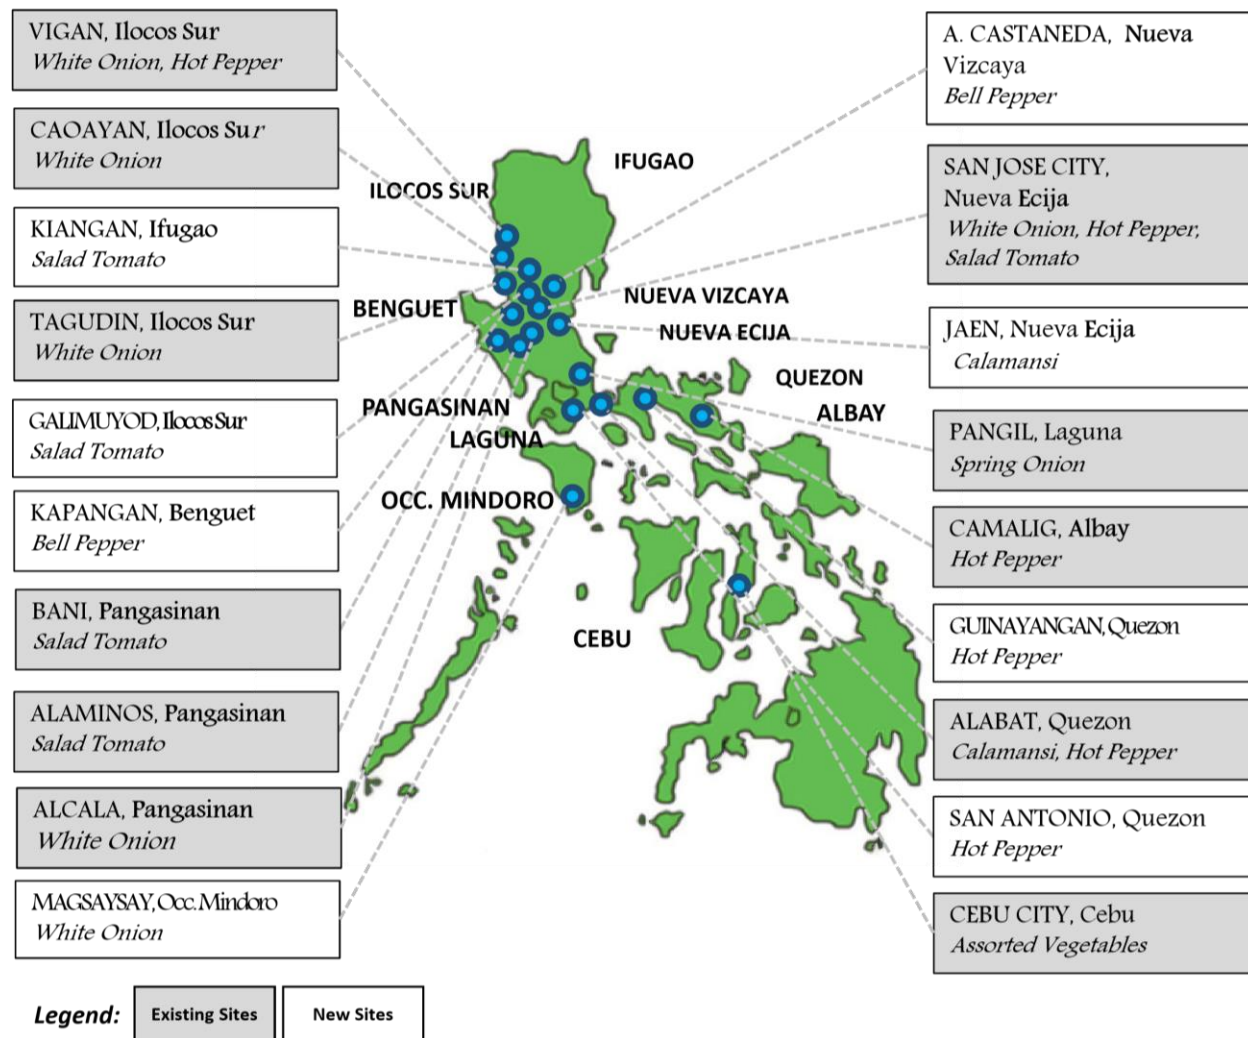 VIGAN, Ilocos Sur
White Onion, Hot Pepper
CAOAYAN, Ilocos Sur
White Onion
KIANGAN, Ifugao
Salad Tomato
TAGUDIN, Ilocos Sur
White Onion
GALIMUYOD, Ilocos Sur
Salad Tomato
KAPANGAN, Benguet
Bell Pepper
BANI, Pangasinan
Salad Tomato
ALAMINOS, Pangasinan
Salad Tomato
ALCALA, Pangasinan
White Onion
MAGSAYSAY, Occ. Mindoro
White Onion
IFUGAO
ILOCOS SUR
BENGUET
NUEVA VIZCAYA
NUEVA ECIJA
QUEZON
ALBAY
PANGASINAN
LAGUNA
OCC. MINDORO
CEBU
A. CASTANEDA, Nueva
Vizcaya
Bell Pepper
SAN JOSE CITY,
Nueva Ecija
White Onion, Hot Pepper,
Salad Tomato
JAEN, Nueva Ecija
Calamansi
PANGIL, Laguna
Spring Onion
CAMALIG, Albay
Hot Pepper
GUINAYANGAN, Quezon
Hot Pepper
ALABAT, Quezon
Calamansi, Hot Pepper
SAN ANTONIO, Quezon
Hot Pepper
CEBU CITY, Cebu
Assorted Vegetables
Legend:
Existing Sites
New Sites